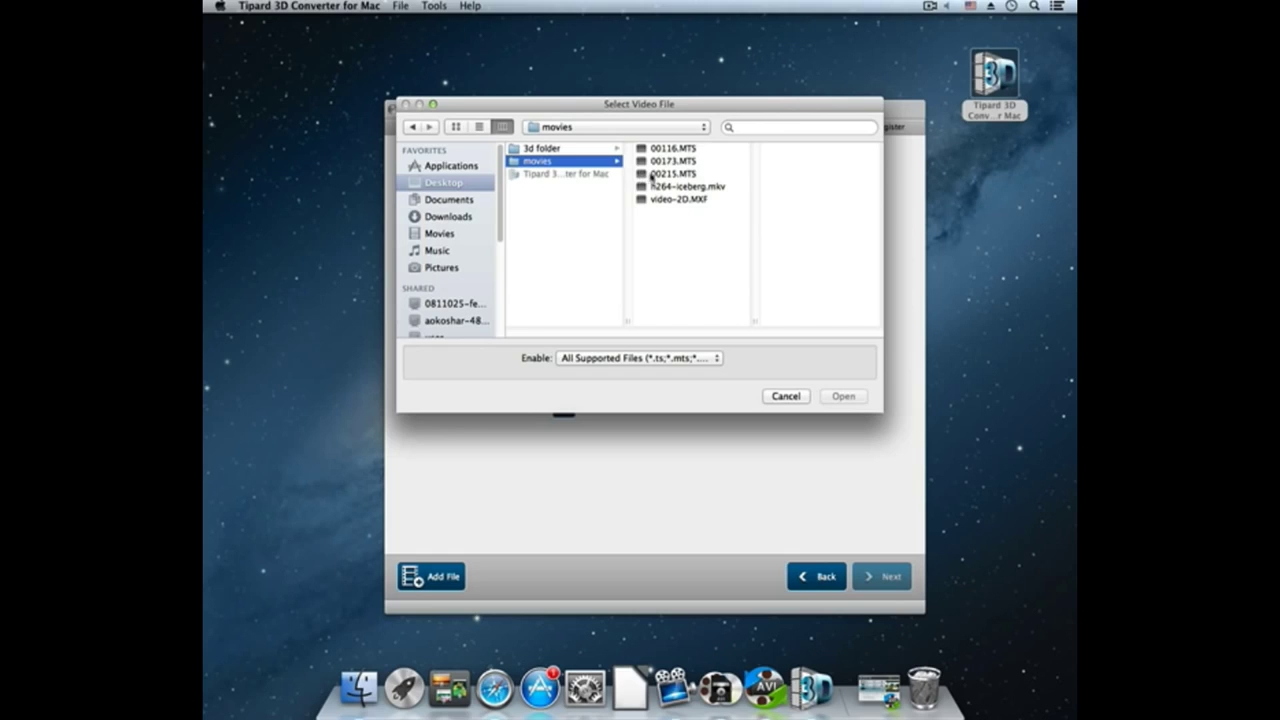 Tipard 3D Converter for Mac File Tools Help
Tipard 3D
Conv...r Mac
Select Video File
gister
movies
FAVORITES
Applications
Desktop
Documents
Downloads
Movies
Music
Pictures
SHARED
0811025-fe...
aokoshar-48...
3d folder
movies
Tipard 3...ter for Mac
00116.MTS
00173.MTS
00215.MTS
h264-iceberg.mkv
video-2D.MXF
Enable: All Supported Files (*.ts;*.mts;*....
Cancel Open
Add File
Back Next
3D
AVI
3D
1